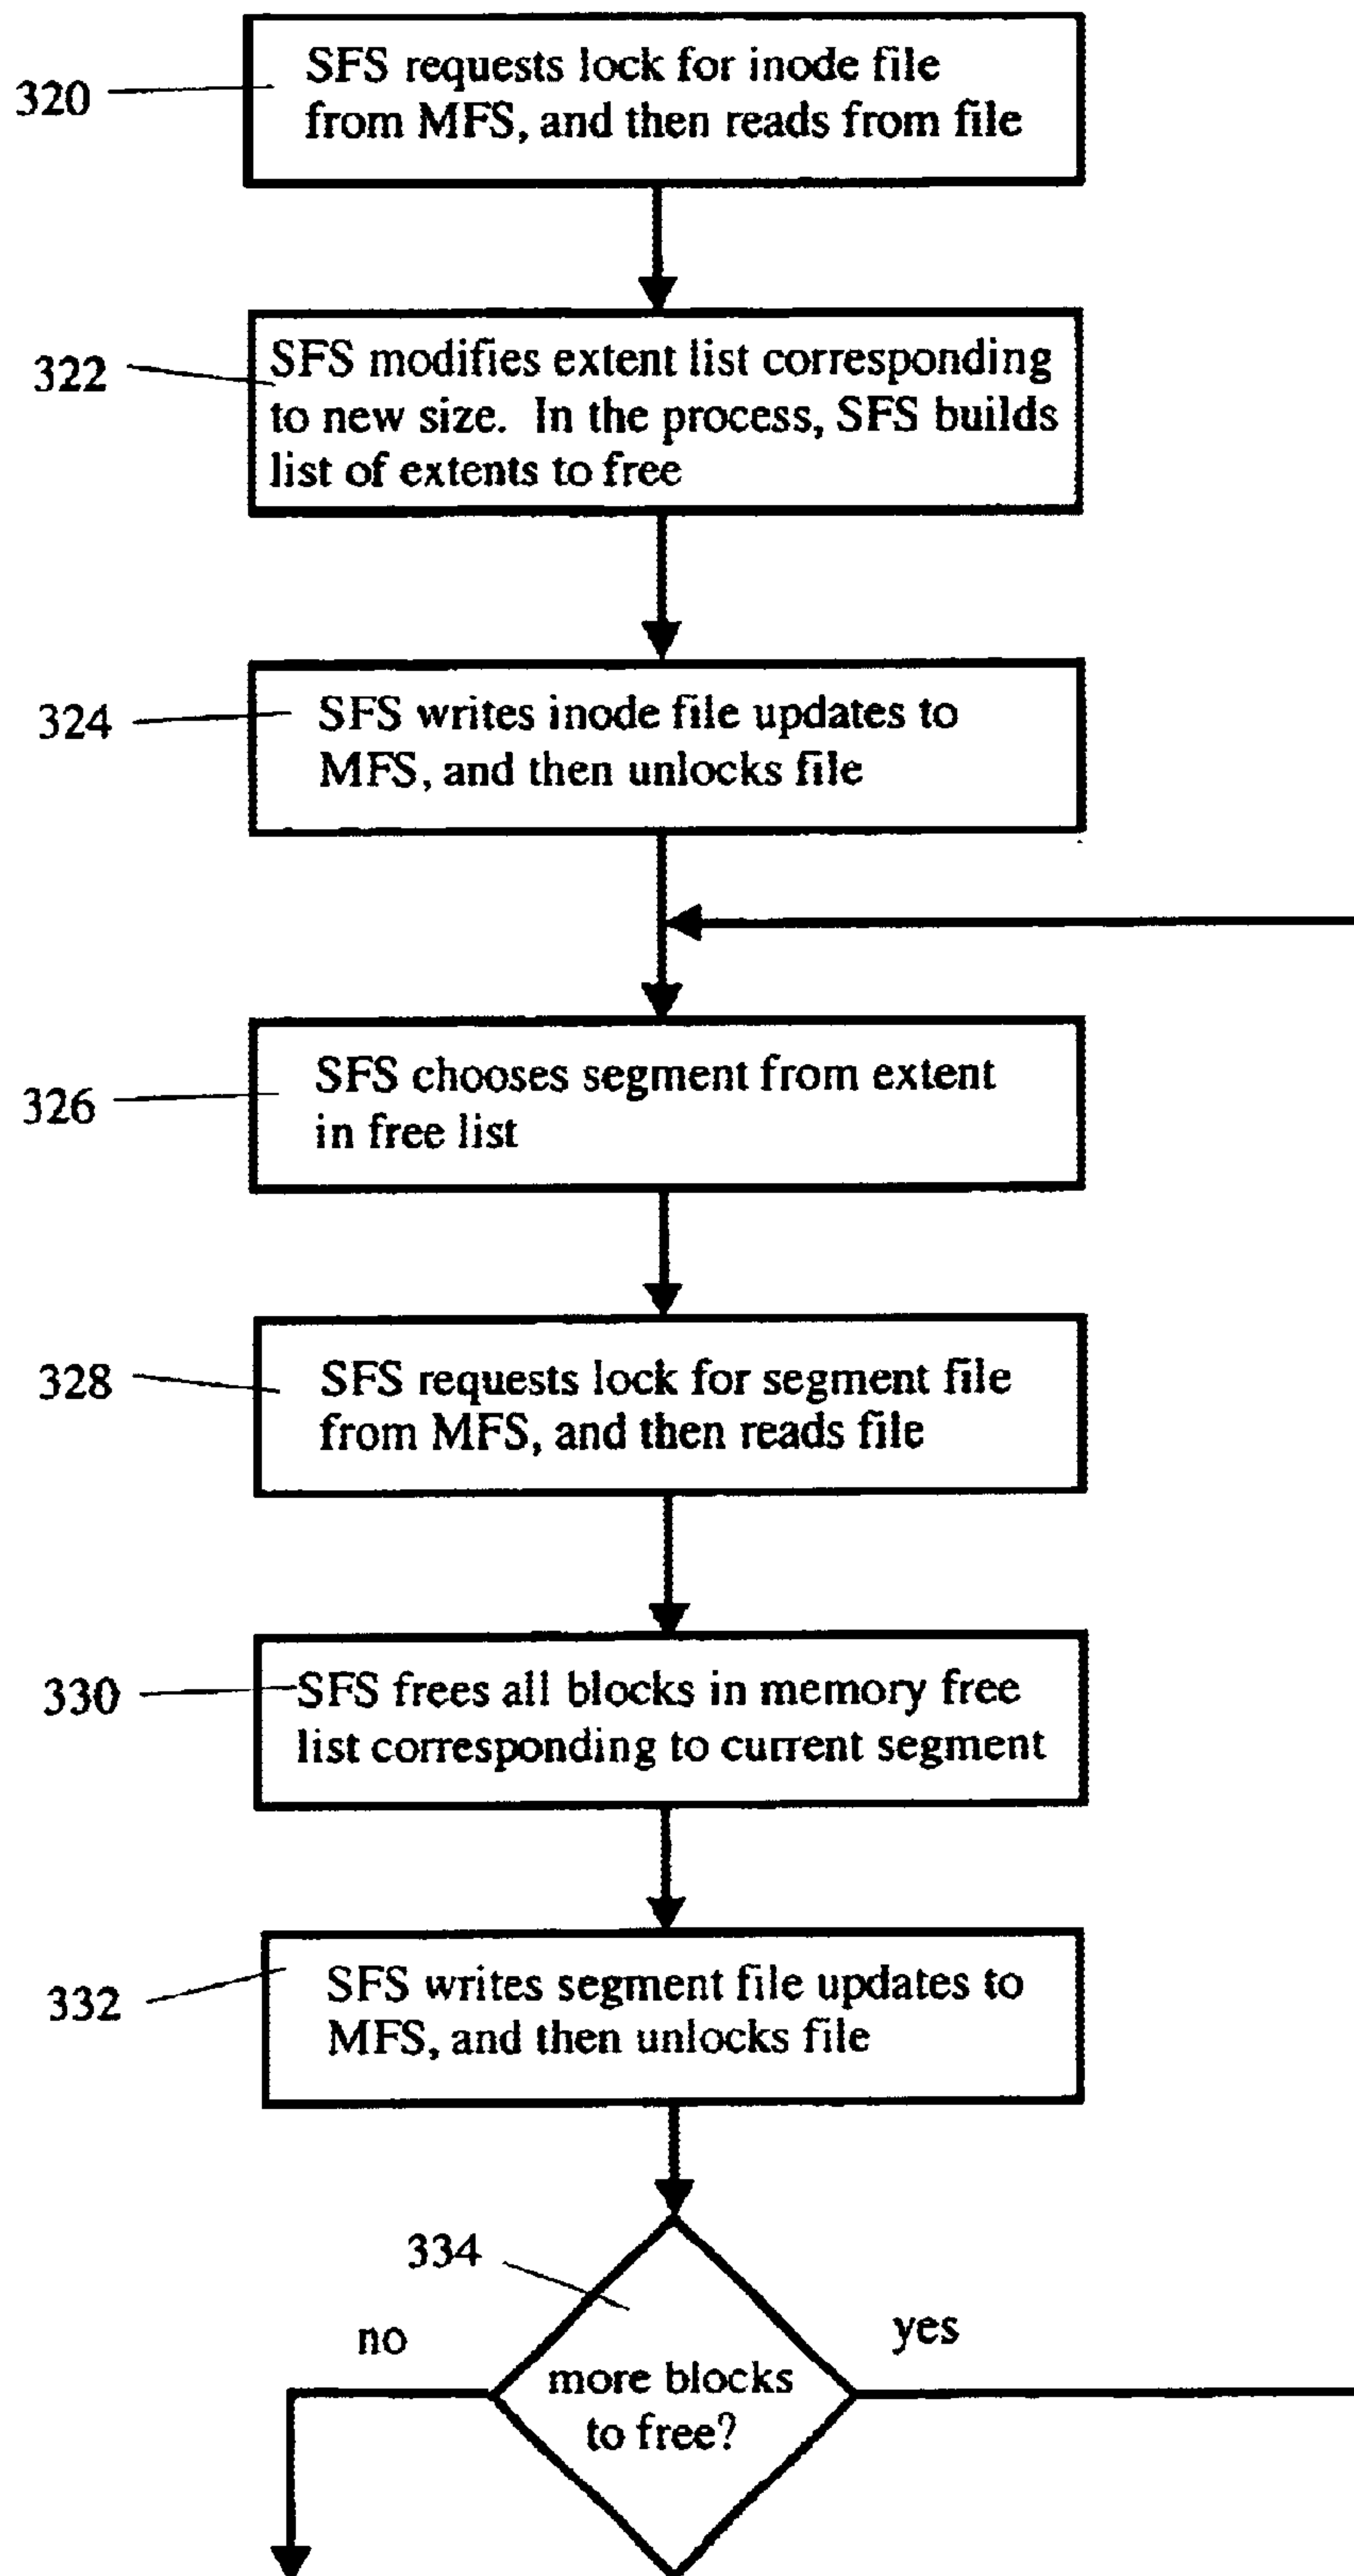 320
SFS requests lock for inode file
from MFS, and then reads from file
322
SFS modifies extent list corresponding
to new size. In the process, SFS builds
list of extents to free
324
SFS writes inode file updates to
MFS, and then unlocks file
326
SFS chooses segment from extent
in free list
328
SFS requests lock for segment file
from MFS, and then reads file
330
SFS frees all blocks in memory free
list corresponding to current segment
332
SFS writes segment file updates to
MFS, and then unlocks file
334
no
yes
more blocks
to free?